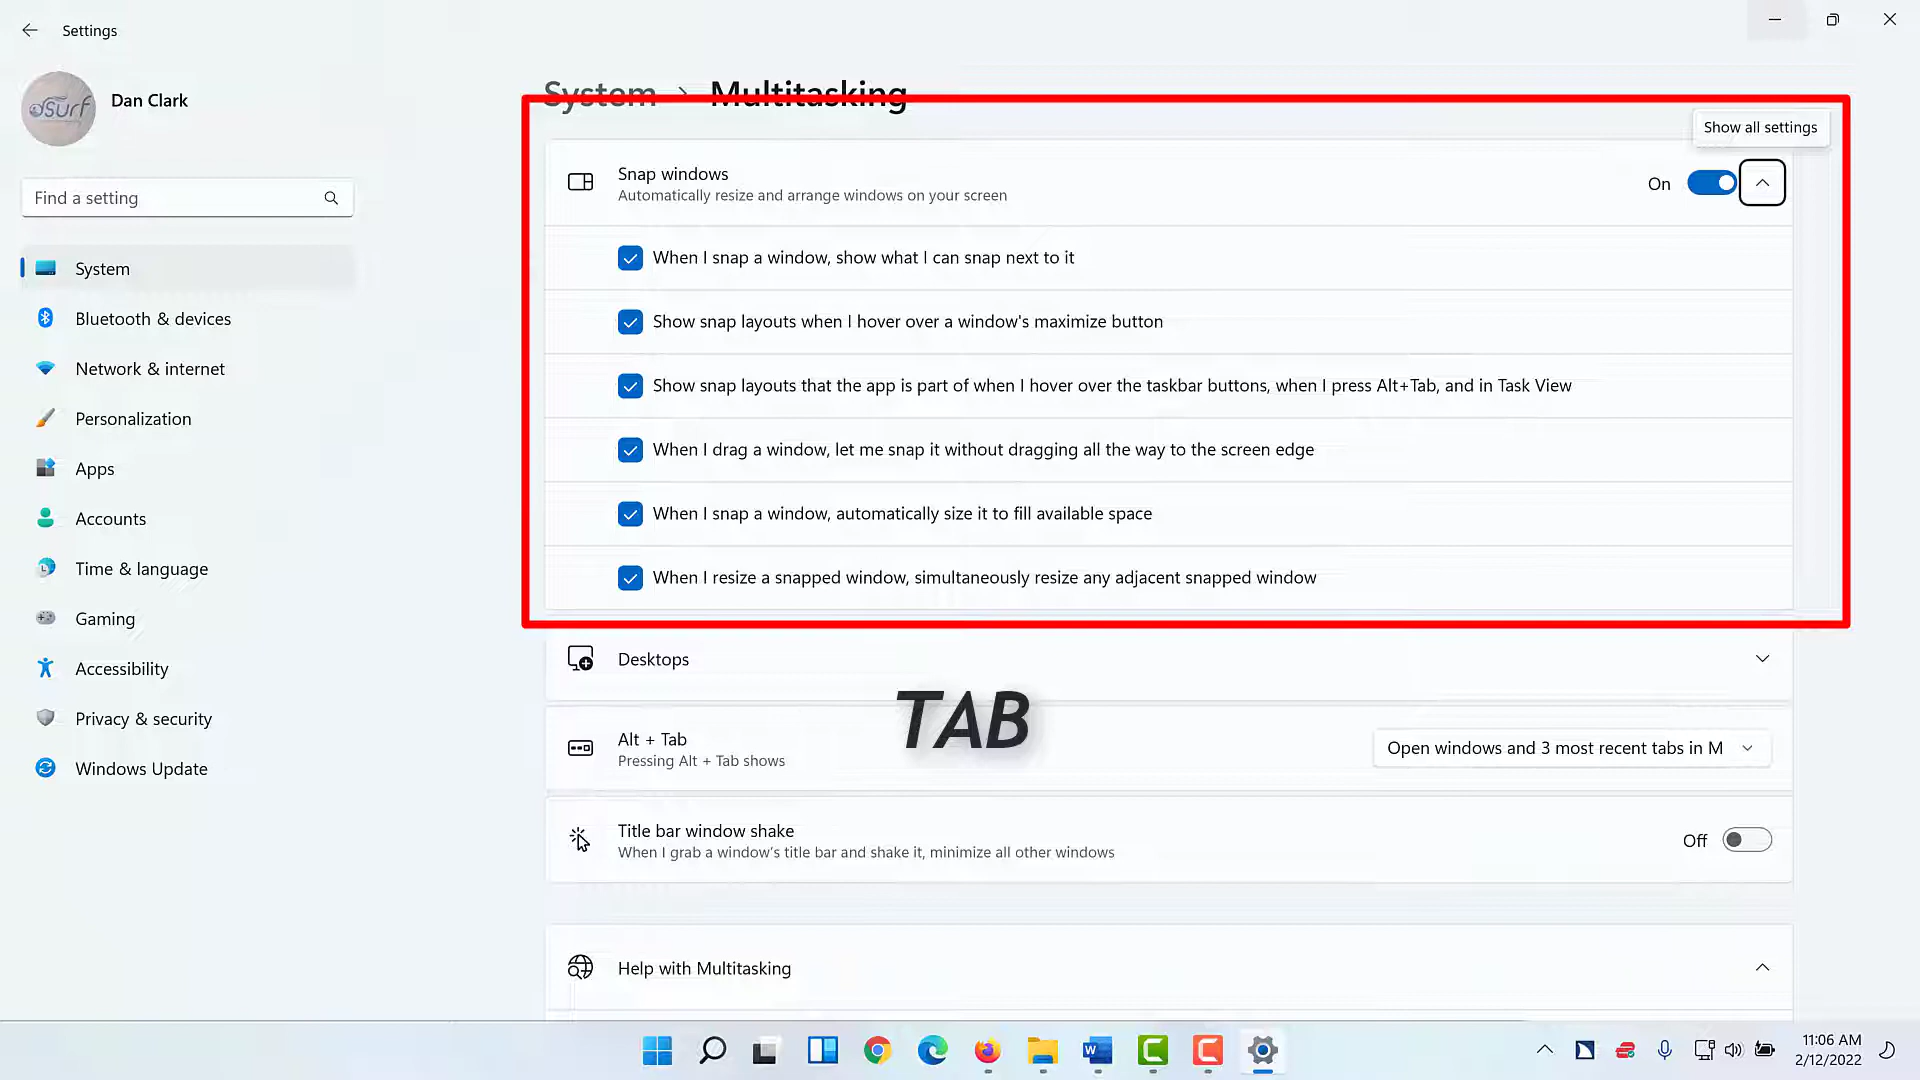 Settings
Dan Clark
dSurf
Find a setting
System
Bluetooth & devices
Network & internet
Personalization
Apps
Accounts
Time & language
Gaming
Accessibility
Privacy & security
Windows Update
System > Multitasking
Show all settings
Snap windows
Automatically resize and arrange windows on your screen
On
When I snap a window, show what I can snap next to it
Show snap layouts when I hover over a window's maximize button
Show snap layouts that the app is part of when I hover over the taskbar buttons, when I press Alt+Tab, and in Task View
When I drag a window, let me snap it without dragging all the way to the screen edge
When I snap a window, automatically size it to fill available space
When I resize a snapped window, simultaneously resize any adjacent snapped window
Desktops
TAB
Alt + Tab
Pressing Alt + Tab shows
Open windows and 3 most recent tabs in M
Title bar window shake
When I grab a window’s title bar and shake it, minimize all other windows
Off
Help with Multitasking
11:06 AM
2/12/2022